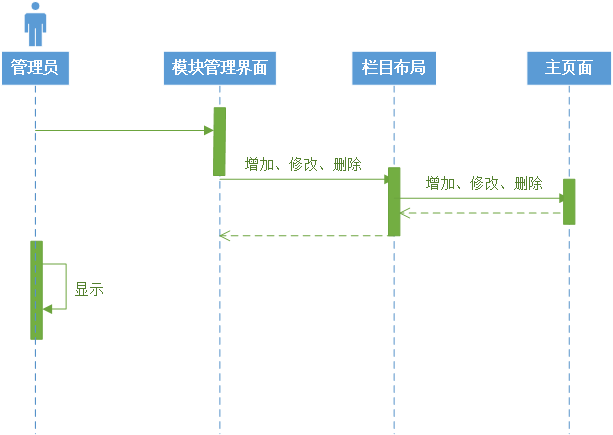 管理员
模块管理界面
栏目布局
主页面
增加、修改、删除
增加、修改、删除
显示